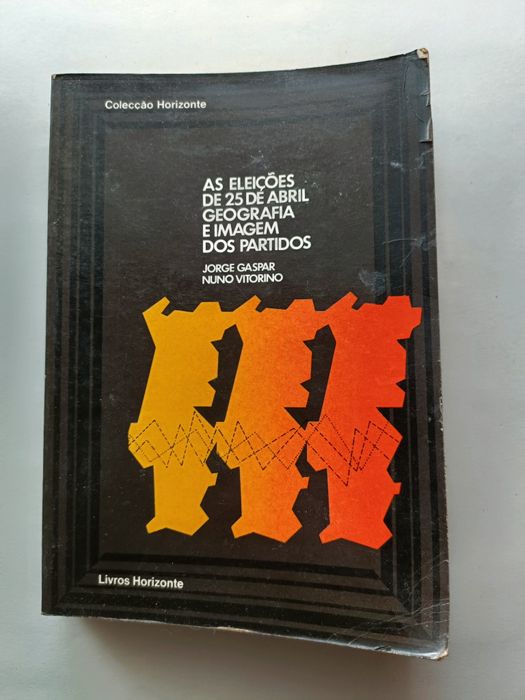 Colecção Horizonte
AS ELEIÇÕES
DE 25 DE ABRIL
GEOGRAFIA
E IMAGEM
DOS PARTIDOS
JORGE GASPAR
NUNO VITORINO
Livros Horizonte